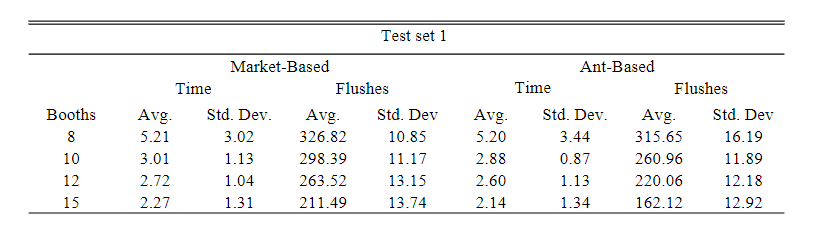 Test set 1
Market-Based Ant-Based
Time Flushes Time Flushes
Booths Avg. Std. Dev. Avg. Std. Dev Avg. Std. Dev. Avg. Std. Dev
8 5.21 3.02 326.82 10.85 5.20 3.44 315.65 16.19
10 3.01 1.13 298.39 11.17 2.88 0.87 260.96 11.89
12 2.72 1.04 263.52 13.15 2.60 1.13 220.06 12.18
15 2.27 1.31 211.49 13.74 2.14 1.34 162.12 12.92